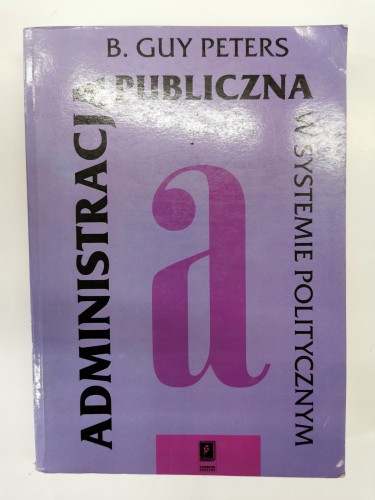 B. GUY PETERS
ADMINISTRACJA
PUBLICZNA
W SYSTEMIE POLITYCZNYM
a